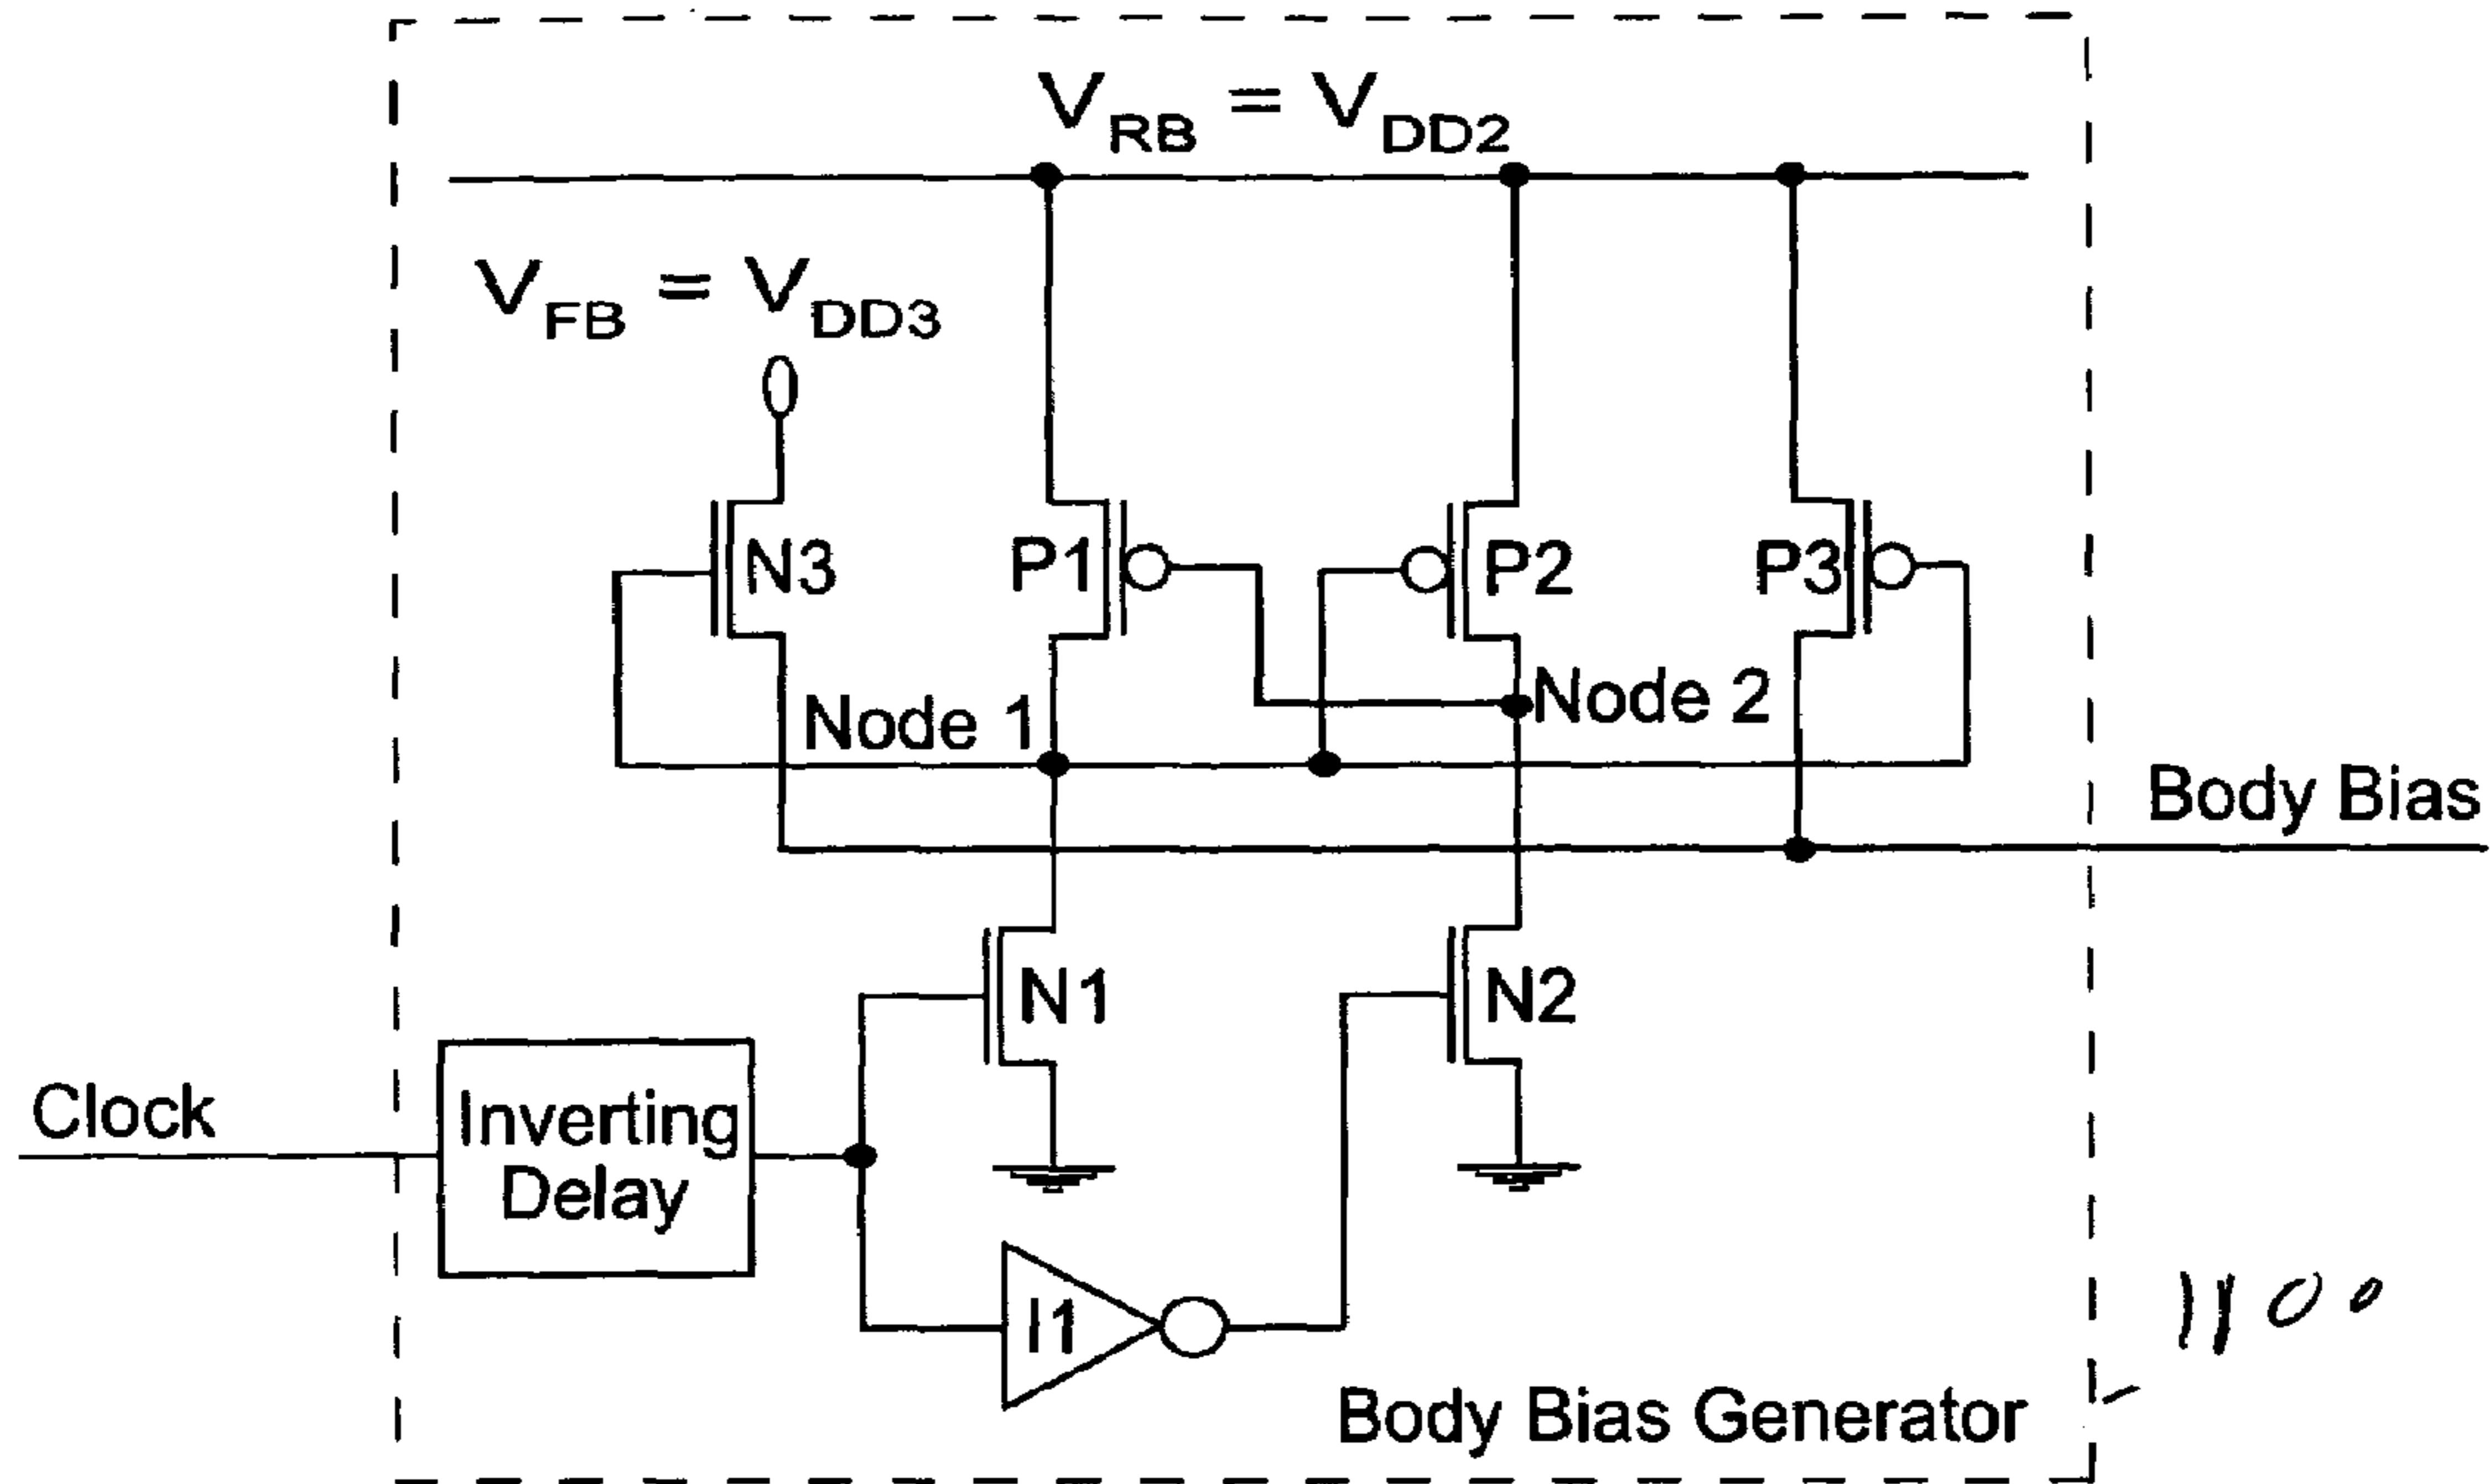 V_RB = V_DD2
V_FB = V_DD3
N3
P1
P2
P3
Node 1
Node 2
Body Bias
N1
N2
Clock
Inverting
Delay
I1
Body Bias Generator
1100